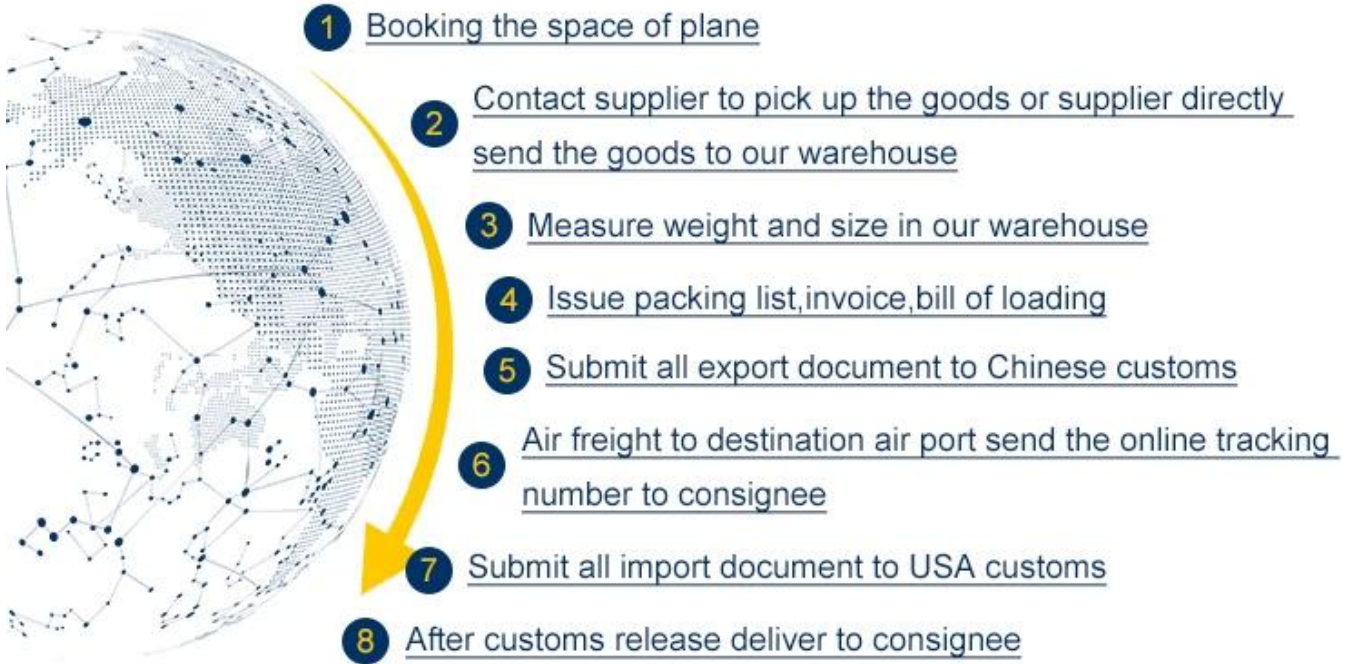 1 Booking the space of plane
2 Contact supplier to pick up the goods or supplier directly
send the goods to our warehouse
3 Measure weight and size in our warehouse
4 Issue packing list,invoice,bill of loading
5 Submit all export document to Chinese customs
6 Air freight to destination air port send the online tracking
number to consignee
7 Submit all import document to USA customs
8 After customs release deliver to consignee